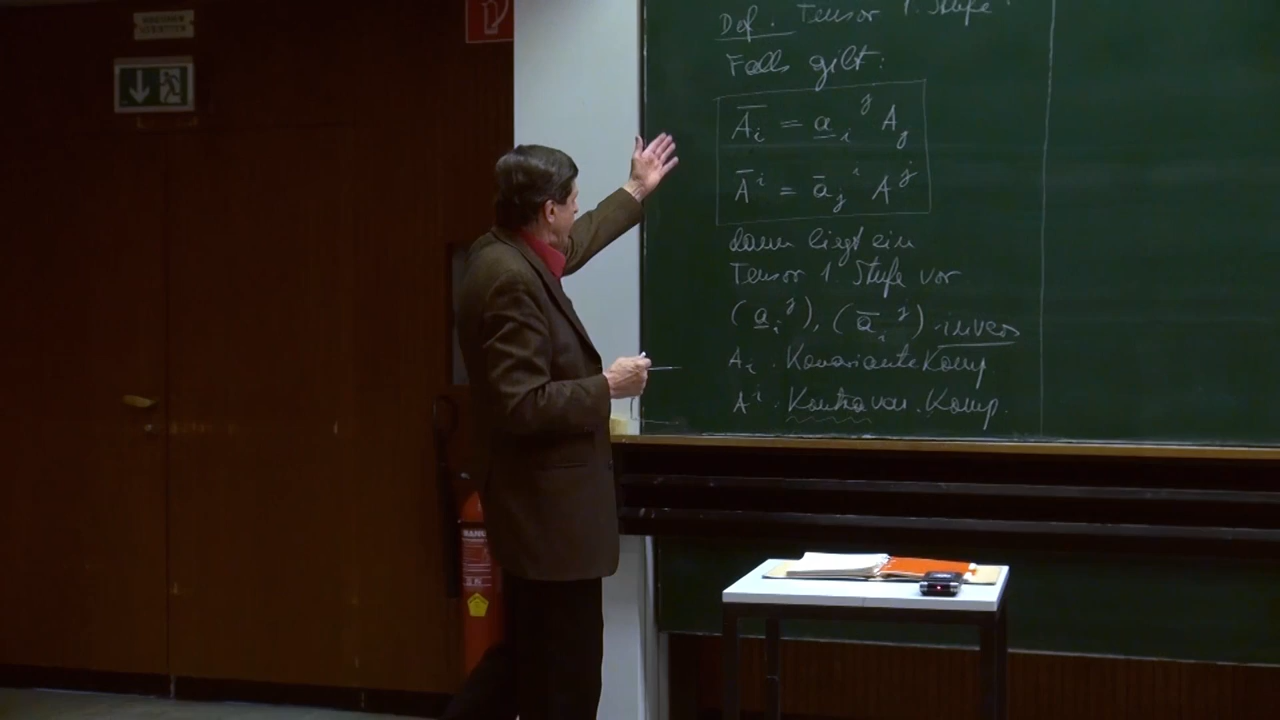 Def. Tensor 1. Stufe:
Falls gilt:
A̅ᵢ = a̲ᵢʲ Aⱼ
A̅ⁱ = a̅ⱼⁱ Aʲ
dann liegt ein
Tensor 1. Stufe vor
(a̲ᵢʲ), (a̅ᵢʲ) invers
Aᵢ. Kovariante Komp
Aⁱ. Kontravar. Komp.